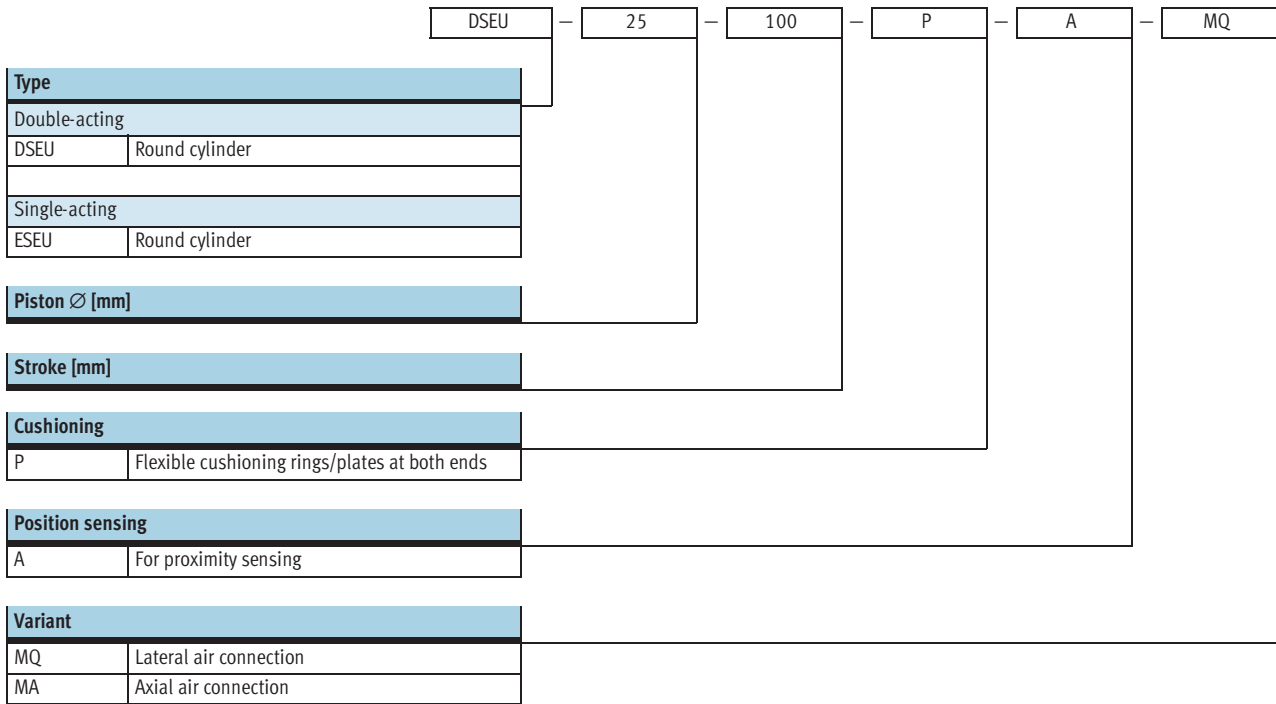 DSEU — 25 — 100 — P — A — MQ
Type
Double-acting
DSEU Round cylinder
Single-acting
ESEU Round cylinder
Piston ∅ [mm]
Stroke [mm]
Cushioning
P Flexible cushioning rings/plates at both ends
Position sensing
A For proximity sensing
Variant
MQ Lateral air connection
MA Axial air connection